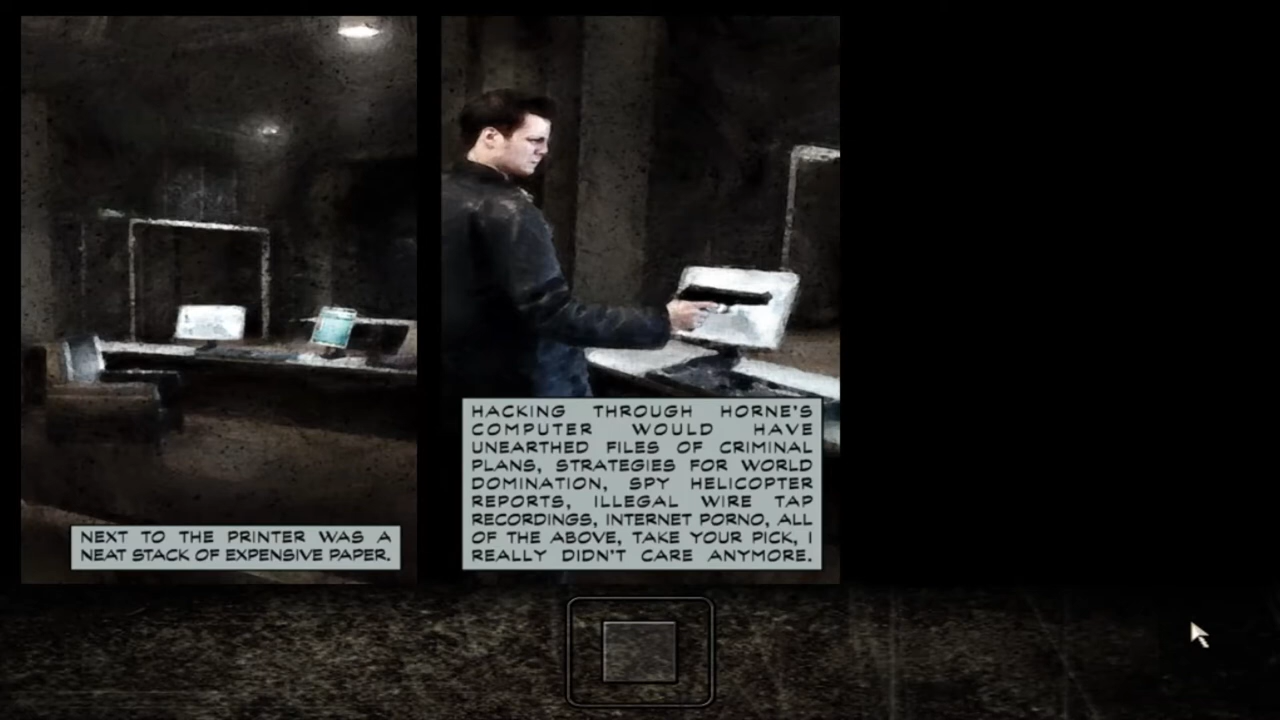 NEXT TO THE PRINTER WAS A
NEAT STACK OF EXPENSIVE PAPER.
HACKING THROUGH HORNE'S
COMPUTER WOULD HAVE
UNEARTHED FILES OF CRIMINAL
PLANS, STRATEGIES FOR WORLD
DOMINATION, SPY HELICOPTER
REPORTS, ILLEGAL WIRE TAP
RECORDINGS, INTERNET PORNO, ALL
OF THE ABOVE, TAKE YOUR PICK, I
REALLY DIDN'T CARE ANYMORE.